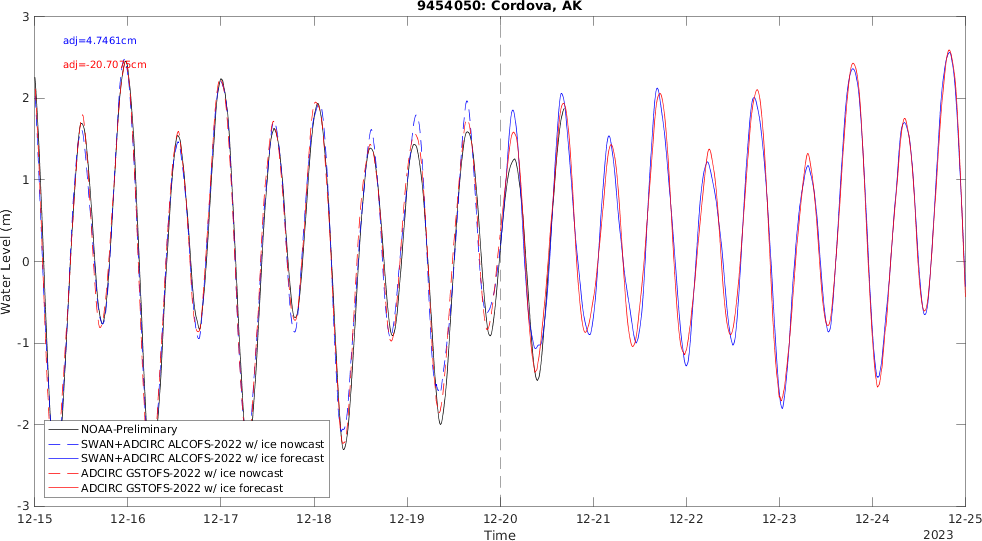 9454050: Cordova, AK
adj=4.7461cm
adj=-20.7075cm
3
2
1
0
-1
-2
-3
Water Level (m)
NOAA-Preliminary
SWAN+ADCIRC ALCOFS-2022 w/ ice nowcast
SWAN+ADCIRC ALCOFS-2022 w/ ice forecast
ADCIRC GSTOFS-2022 w/ ice nowcast
ADCIRC GSTOFS-2022 w/ ice forecast
12-15 12-16 12-17 12-18 12-19 12-20 12-21 12-22 12-23 12-24 12-25
Time
2023